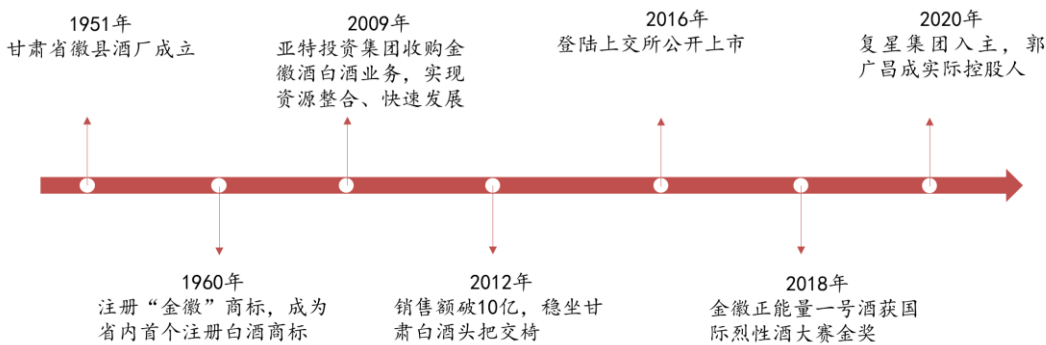 1951年
甘肃省徽县酒厂成立
2009年
亚特投资集团收购金
徽酒白酒业务，实现
资源整合、快速发展
2016年
登陆上交所公开上市
2020年
复星集团入主，郭
广昌成实际控股人
1960年
注册“金徽”商标，成为
省内首个注册白酒商标
2012年
销售额破10亿，稳坐甘
肃白酒头把交椅
2018年
金徽正能量一号酒获国
际烈性酒大赛金奖